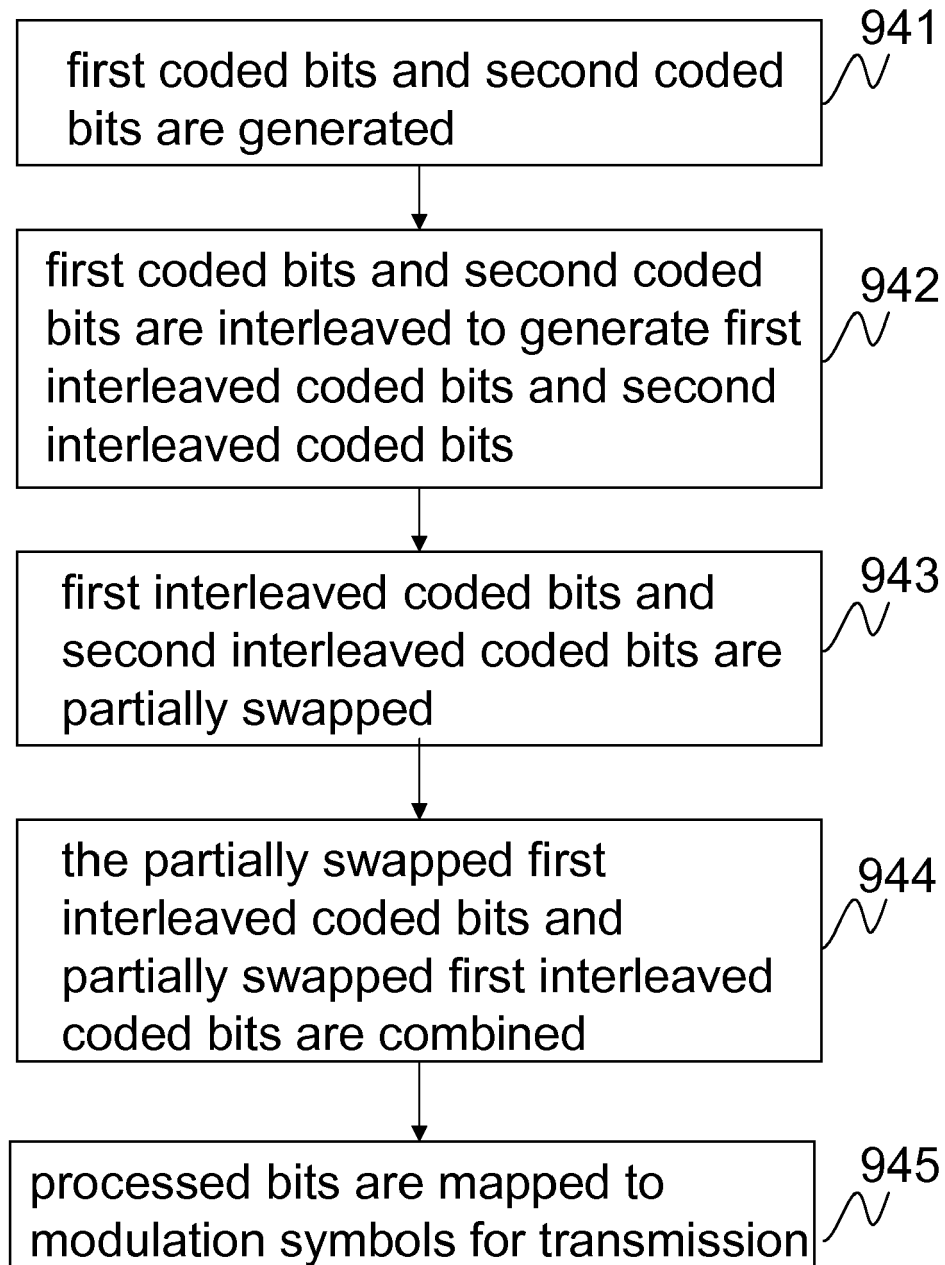 941
first coded bits and second coded
bits are generated
942
first coded bits and second coded
bits are interleaved to generate first
interleaved coded bits and second
interleaved coded bits
943
first interleaved coded bits and
second interleaved coded bits are
partially swapped
944
the partially swapped first
interleaved coded bits and
partially swapped first interleaved
coded bits are combined
945
processed bits are mapped to
modulation symbols for transmission